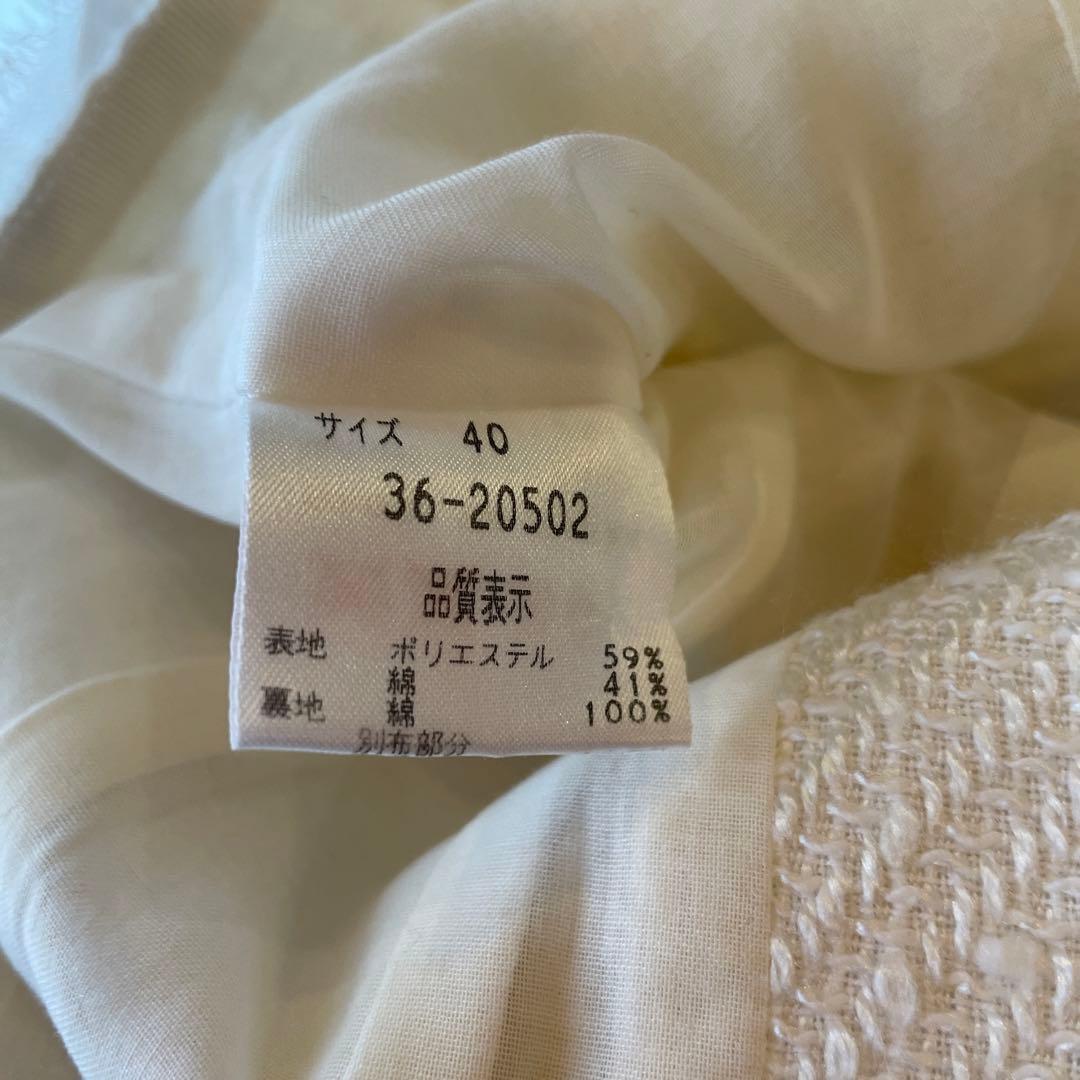 サイズ 40
36-20502
品質表示
表地 ポリエステル 59%
綿 41%
裏地 綿 100%
別布部分